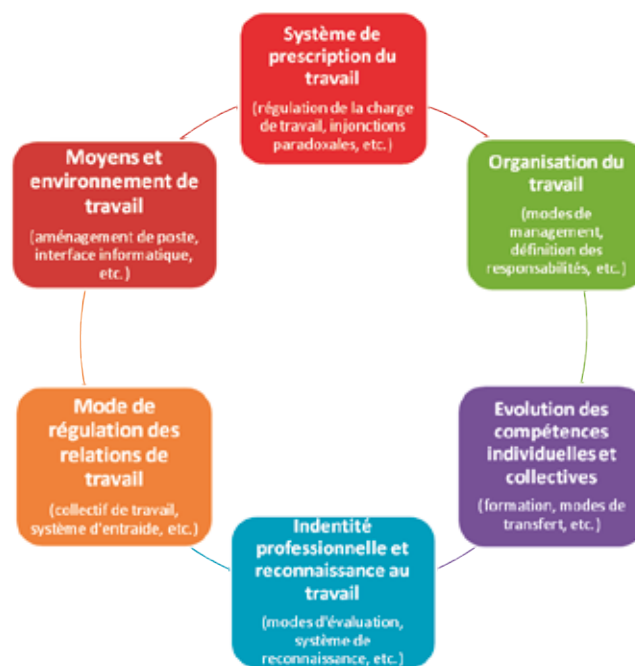 Système de
prescription du
travail
(régulation de la charge
de travail, injonctions
paradoxales, etc.)
Organisation du
travail
(modes de
management,
définition des
responsabilités, etc.)
Evolution des
compétences
individuelles et
collectives
(formation, modes de
transfert, etc.)
Indentité
professionnelle et
reconnaissance au
travail
(modes d'évaluation,
système de
reconnaissance, etc.)
Mode de
régulation des
relations de
travail
(collectif de travail,
système d'entraide, etc.)
Moyens et
environnement de
travail
(aménagement de poste,
interface informatique,
etc.)